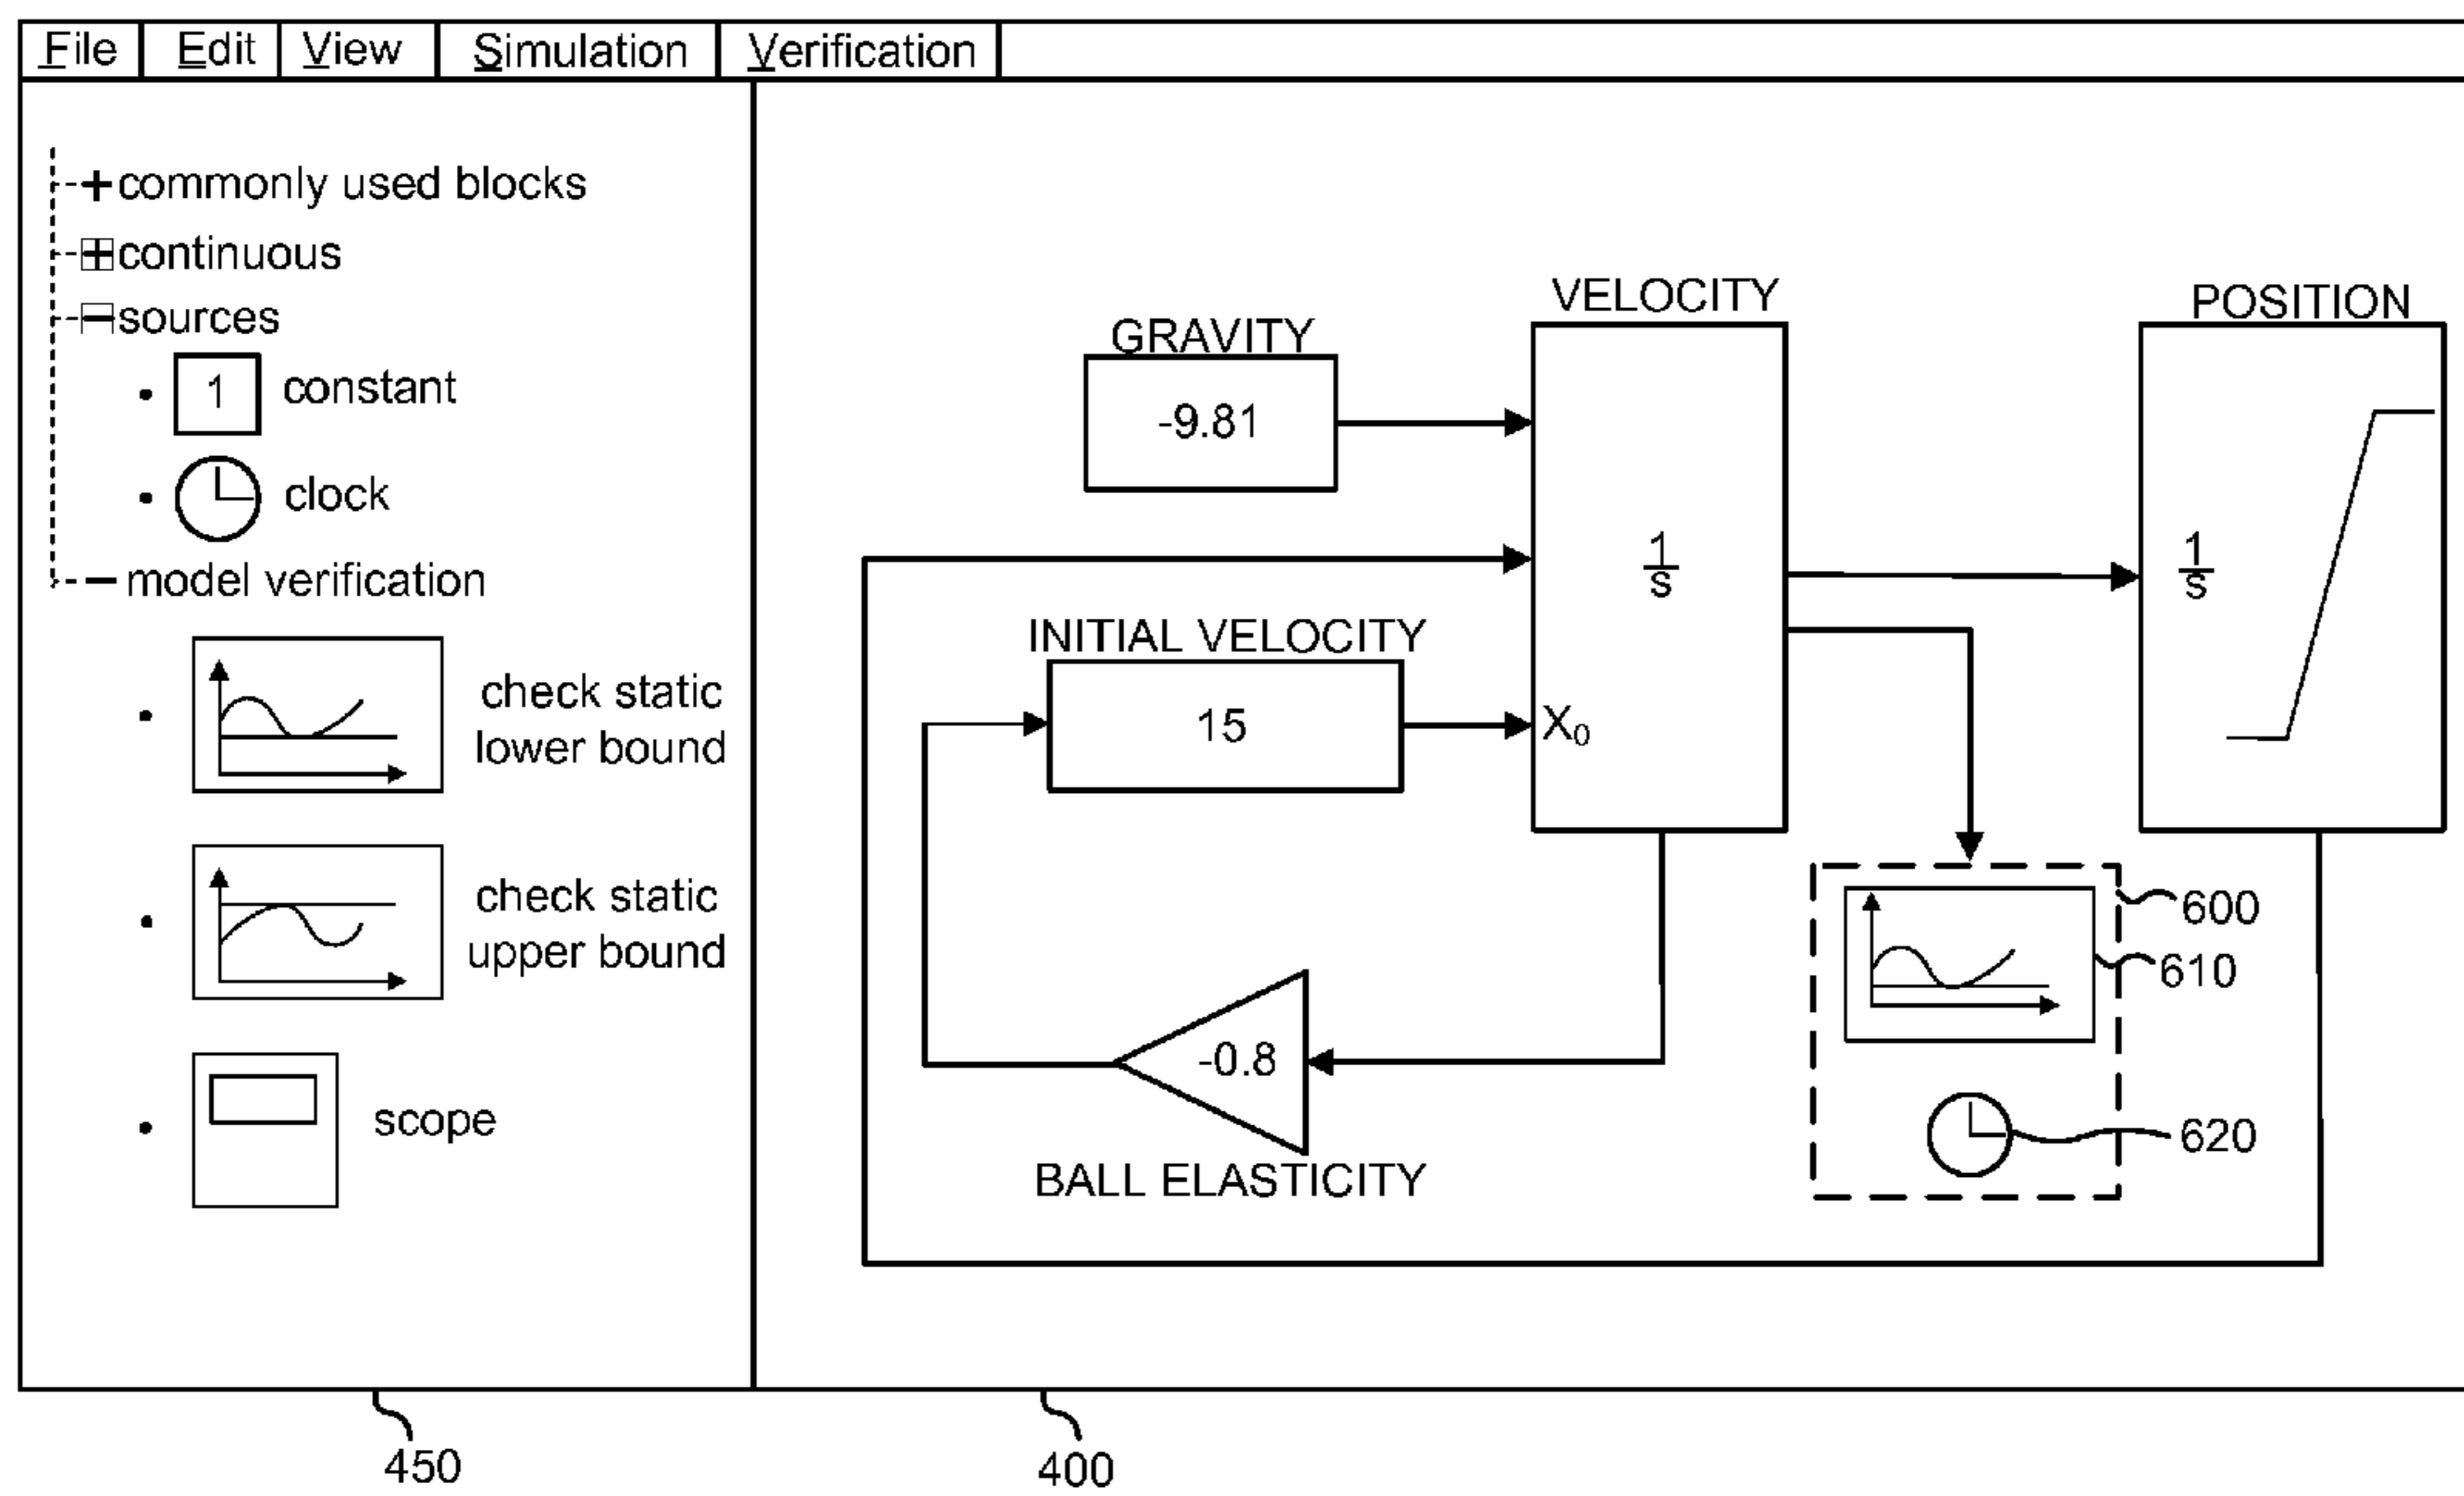 File Edit View Simulation Verification
commonly used blocks
continuous
sources
1 constant
clock
model verification
check static
lower bound
check static
upper bound
scope
GRAVITY
-9.81
VELOCITY
1
s
X0
POSITION
1
s
INITIAL VELOCITY
15
-0.8
BALL ELASTICITY
600
610
620
450
400